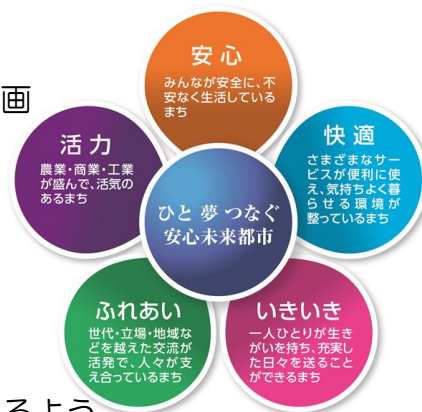 画
安心
みんなが安全に、不
安なく生活している
まち
活力
農業・商業・工業
が盛んで、活気の
あるまち
快適
さまざまなサー
ビスが便利に使
え、気持ちよく暮
らせる環境が
整っているまち
ひと 夢 つなぐ
安心未来都市
ふれあい
世代・立場・地域な
どを越えた交流が
活発で、人々が支
え合っているまち
いきいき
一人ひとりが生き
がいを持ち、充実し
た日々を送ること
ができるまち
るよう